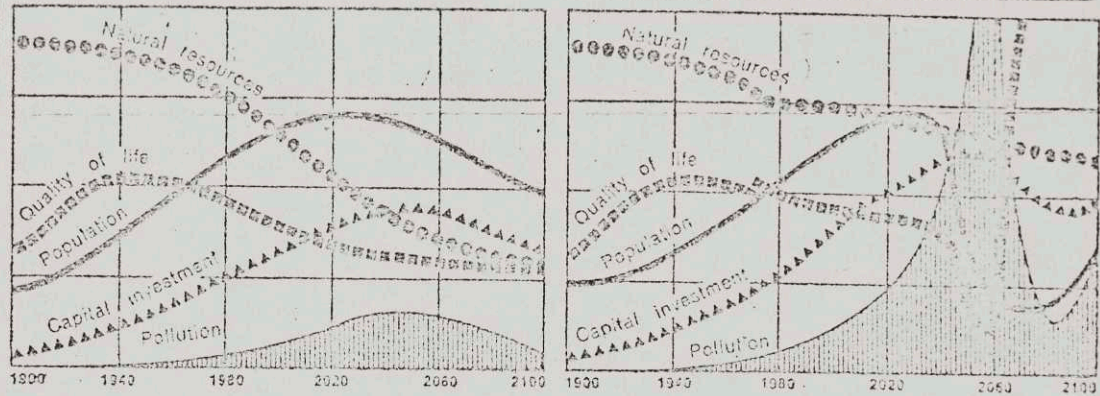 Natural resources
Quality of life
Population
Capital investment
Pollution
1900 1940 1980 2020 2060 2100
Natural resources
Quality of life
Population
Capital investment
Pollution
1900 1940 1980 2020 2060 2100